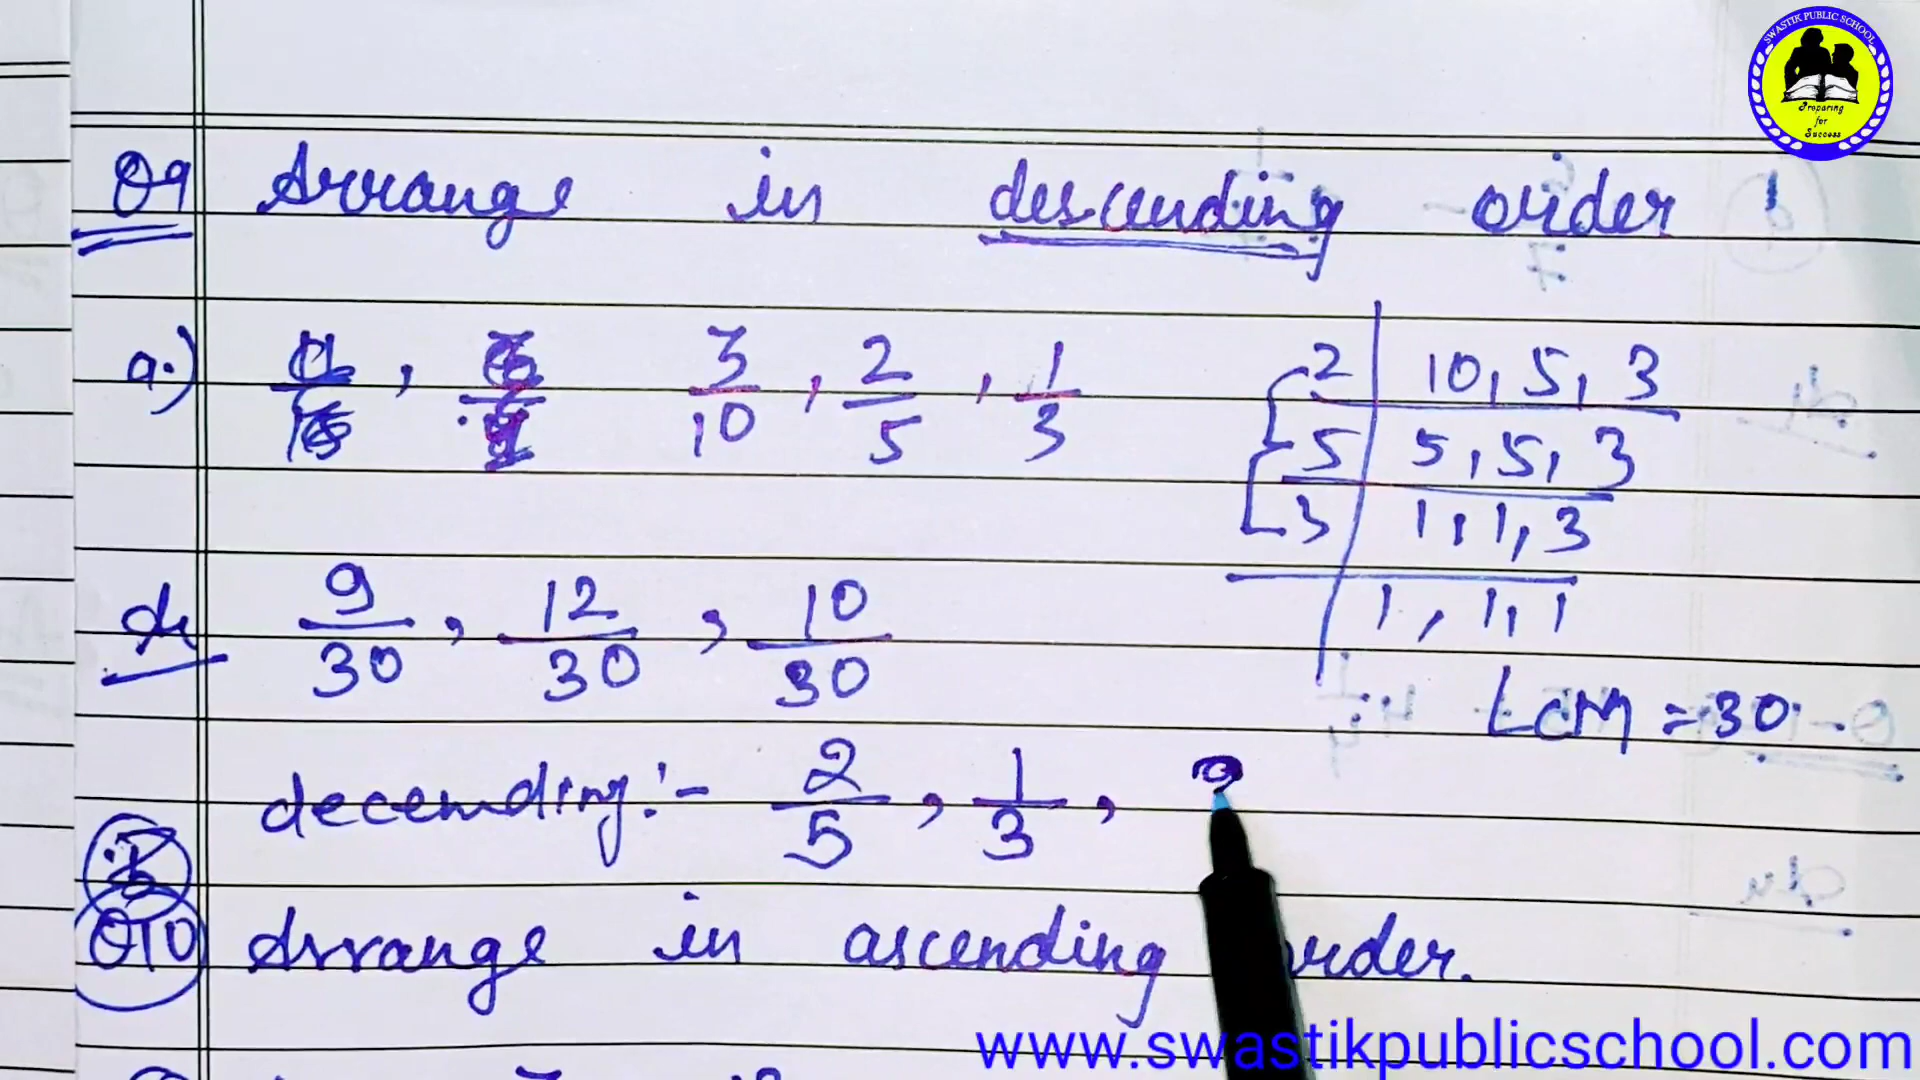 SWASTIK PUBLIC SCHOOL
Preparing
for
Success
Q9 Arrange in descending order
a.) 3/10, 2/5, 1/3
2 | 10, 5, 3
5 | 5, 5, 3
3 | 1, 1, 3
1, 1, 1
LCM = 30
9/30, 12/30, 10/30
decending:- 2/5, 1/3,
Q10 Arrange in ascending order.
www.swastikpublicschool.com